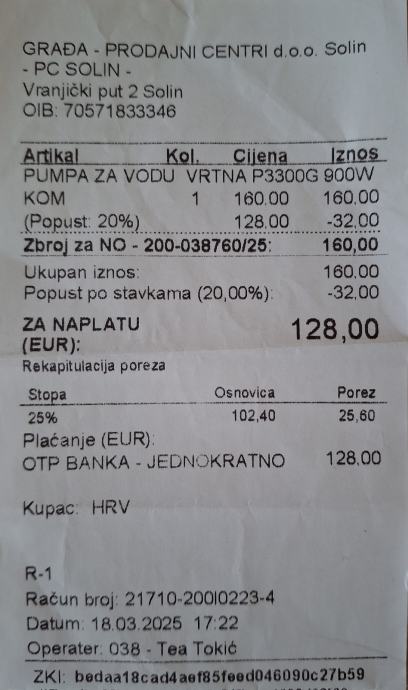 GRAĐA - PRODAJNI CENTRI d.o.o. Solin
- PC SOLIN -
Vranjički put 2 Solin
OIB: 70571833346
Artikal Kol. Cijena Iznos
PUMPA ZA VODU VRTNA P3300G 900W
KOM 1 160.00 160.00
(Popust: 20%) 128.00 -32,00
Zbroj za NO - 200-038760/25: 160,00
Ukupan iznos: 160.00
Popust po stavkama (20,00%): -32,00
ZA NAPLATU 128,00
(EUR):
Rekapitulacija poreza
Stopa Osnovica Porez
25% 102,40 25,60
Plaćanje (EUR):
OTP BANKA - JEDNOKRATNO 128.00
Kupac: HRV
R-1
Račun broj: 21710-200I0223-4
Datum: 18.03.2025 17:22
Operater: 038 - Tea Tokić
ZKI: bedaa18cad4aef85feed046090c27b59